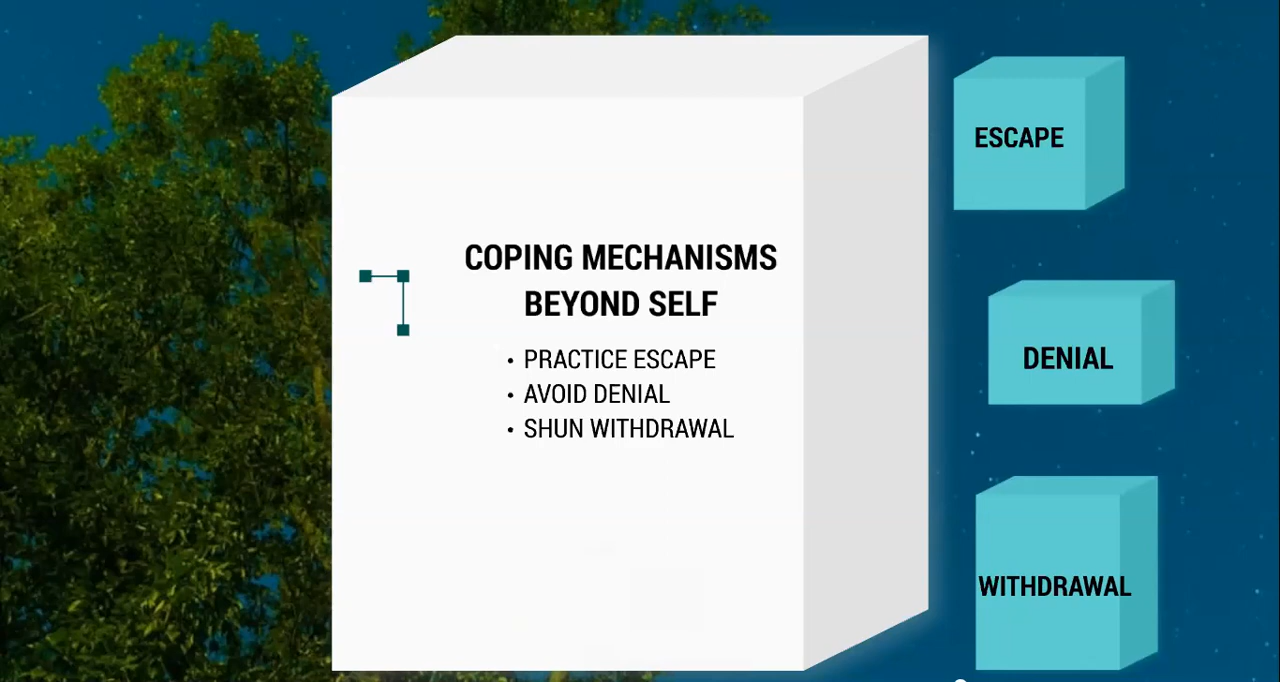 COPING MECHANISMS
BEYOND SELF
• PRACTICE ESCAPE
• AVOID DENIAL
• SHUN WITHDRAWAL
ESCAPE
DENIAL
WITHDRAWAL